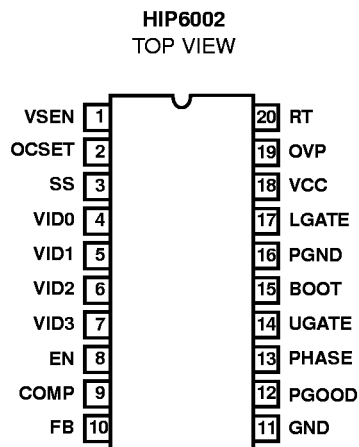 HIP6002
TOP VIEW
VSEN 1 20 RT
OCSET 2 19 OVP
SS 3 18 VCC
VID0 4 17 LGATE
VID1 5 16 PGND
VID2 6 15 BOOT
VID3 7 14 UGATE
EN 8 13 PHASE
COMP 9 12 PGOOD
FB 10 11 GND